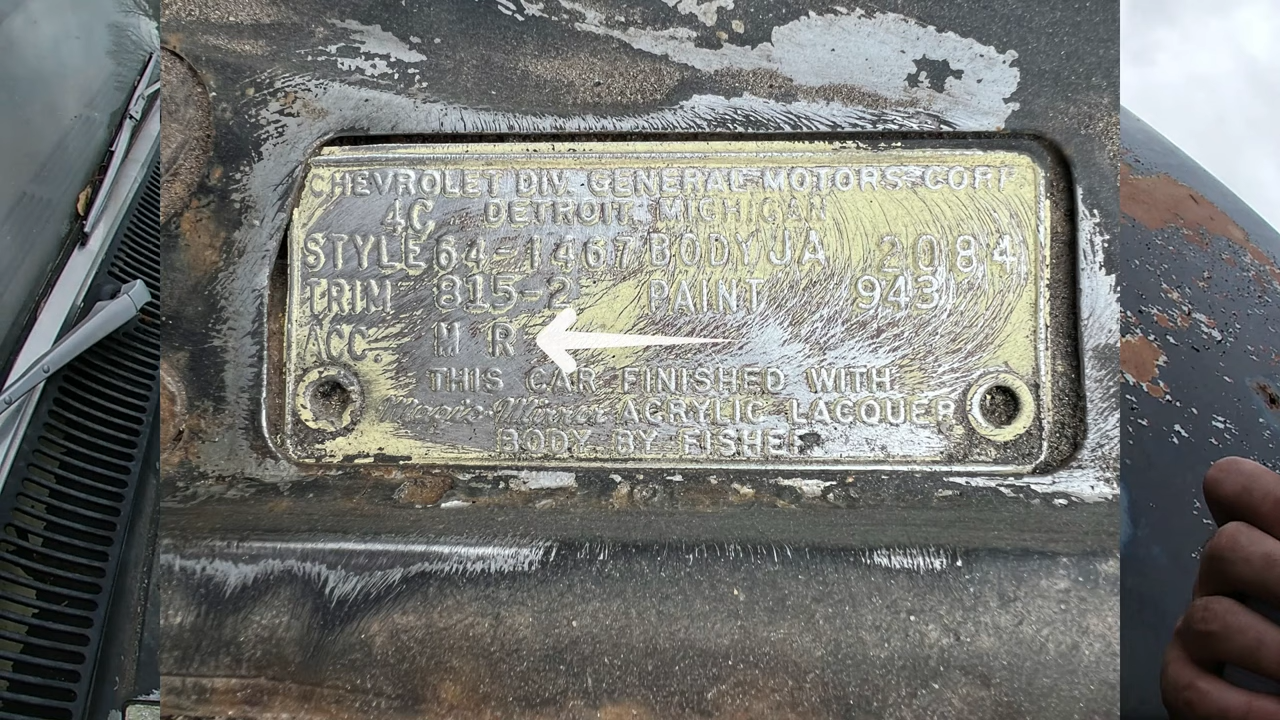 CHEVROLET DIV. GENERAL MOTORS CORP
4C DETROIT, MICHIGAN
STYLE 64-1467 BODY JA 2084
TRIM 815-2 PAINT 943
ACC. M R
THIS CAR FINISHED WITH
Magic-Mirror ACRYLIC LACQUER
BODY BY FISHER